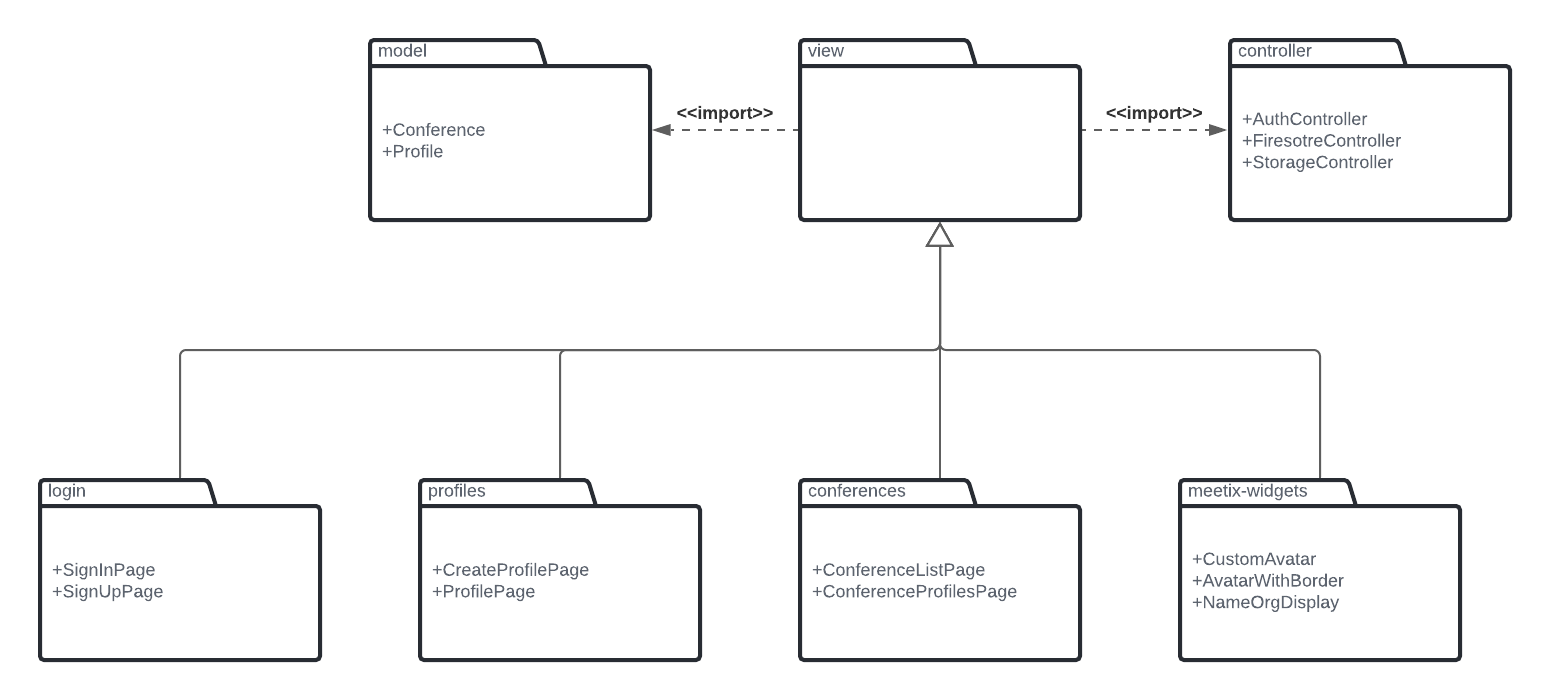 model
+Conference
+Profile
<<import>>
view
<<import>>
controller
+AuthController
+FiresotreController
+StorageController
login
+SignInPage
+SignUpPage
profiles
+CreateProfilePage
+ProfilePage
conferences
+ConferenceListPage
+ConferenceProfilesPage
meetix-widgets
+CustomAvatar
+AvatarWithBorder
+NameOrgDisplay